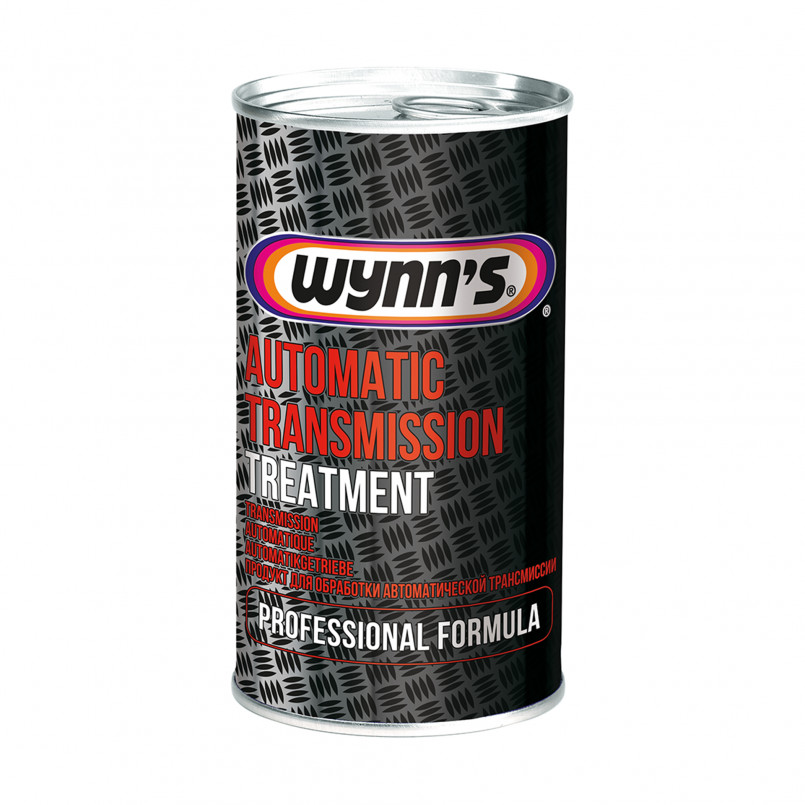 wynn's®
®
AUTOMATIC
TRANSMISSION
TREATMENT
TRANSMISSION
AUTOMATIQUE
AUTOMATIKGETRIEBE
ПРОДУКТ ДЛЯ ОБРАБОТКИ АВТОМАТИЧЕСКОЙ ТРАНСМИССИИ
PROFESSIONAL FORMULA